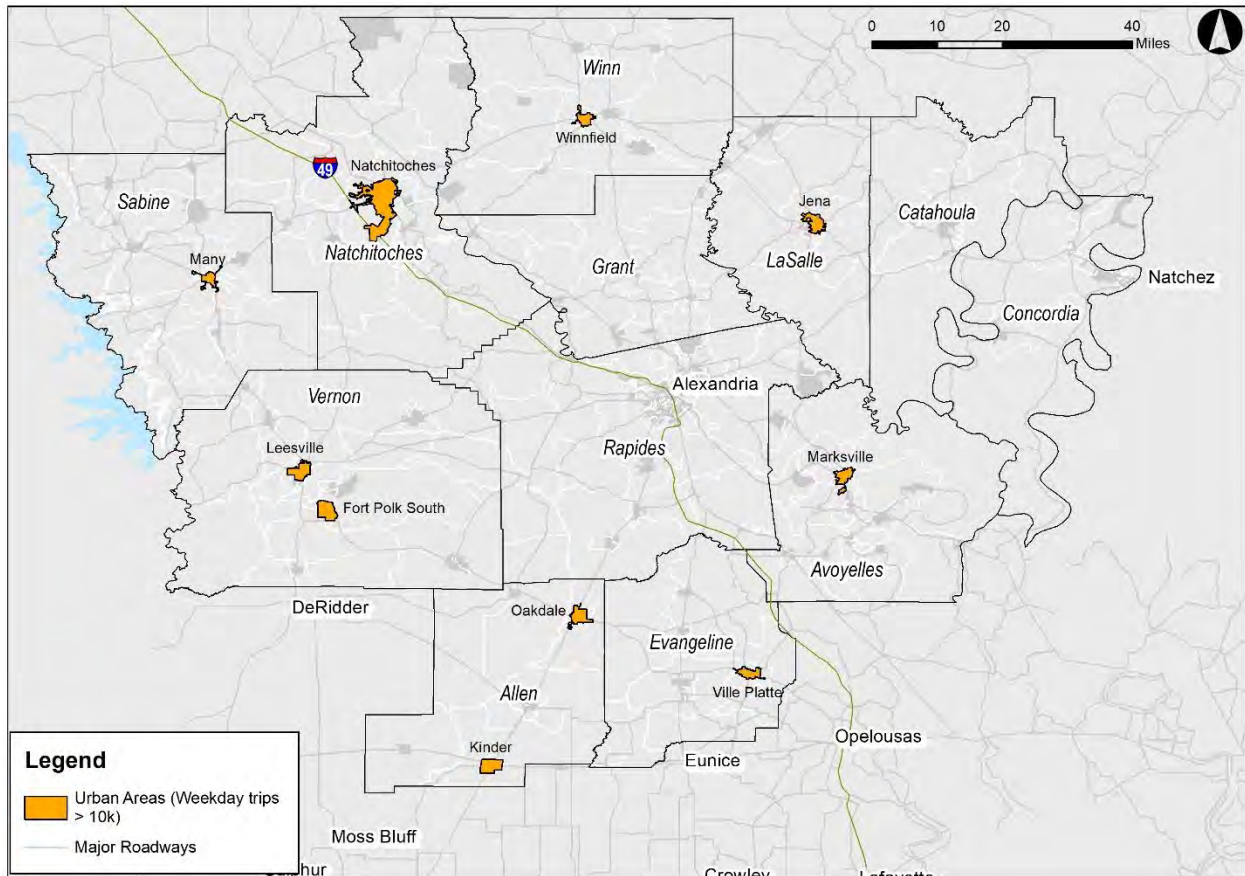 0 10 20 40
Miles
Winn
Winnfield
49
Natchitoches
Sabine
Jena
Catahoula
Natchitoches
LaSalle
Many
Grant
Natchez
Concordia
Alexandria
Vernon
Rapides
Leesville
Marksville
Fort Polk South
Avoyelles
DeRidder
Oakdale
Evangeline
Allen
Ville Platte
Kinder
Opelousas
Eunice
Legend
Urban Areas (Weekday trips
> 10k)
Major Roadways
Moss Bluff
Crowley
Lafayette